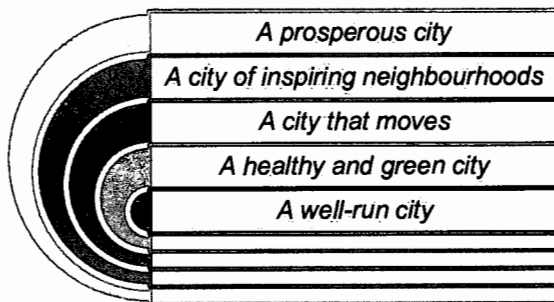 A prosperous city
A city of inspiring neighbourhoods
A city that moves
A healthy and green city
A well-run city